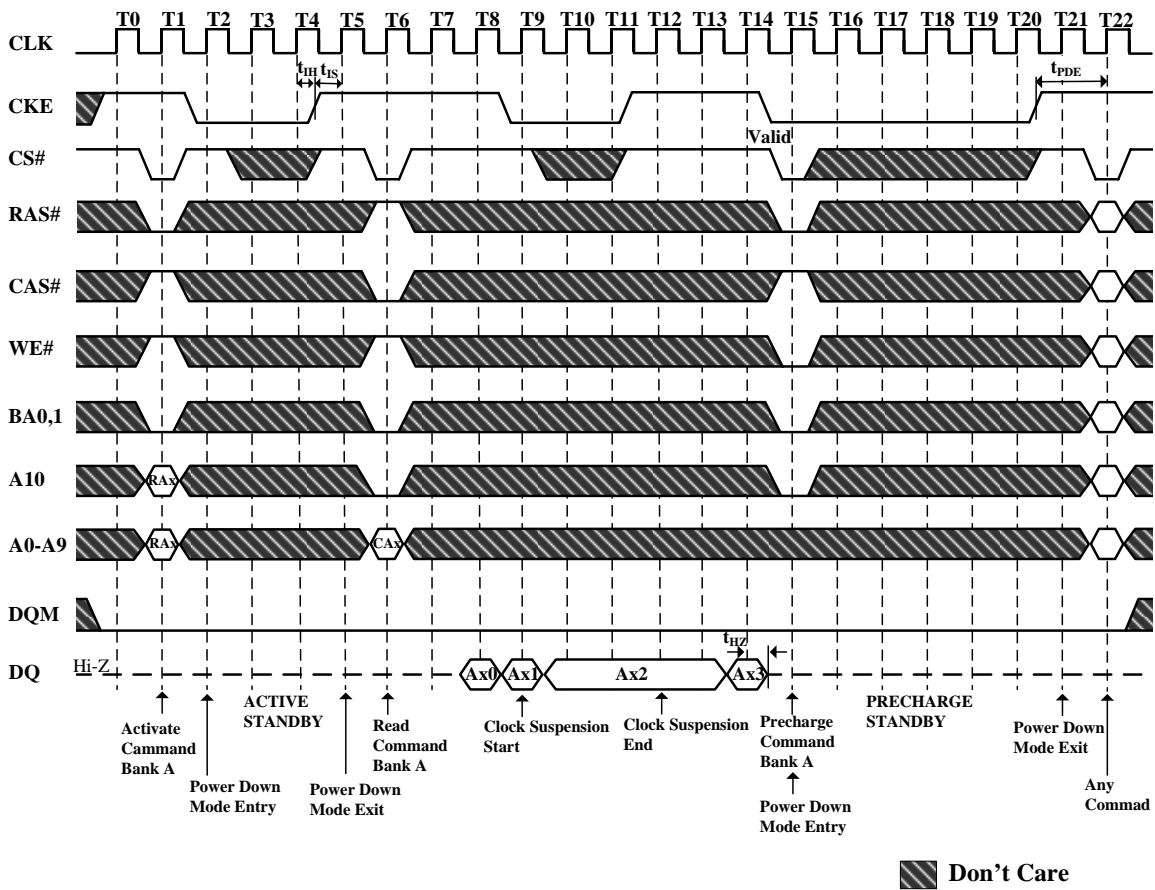 T0 T1 T2 T3 T4 T5 T6 T7 T8 T9 T10 T11 T12 T13 T14 T15 T16 T17 T18 T19 T20 T21 T22
CLK
tIH tIS
tPDE
CKE
Valid
CS#
RAS#
CAS#
WE#
BA0,1
A10
RAx
A0-A9
RAx
CAx
DQM
tHZ
DQ
Hi-Z
Ax0
Ax1
Ax2
Ax3
Activate
Cammand
Bank A
ACTIVE
STANDBY
Power Down
Mode Entry
Power Down
Mode Exit
Read
Command
Bank A
Clock Suspension
Start
Clock Suspension
End
Precharge
Command
Bank A
Power Down
Mode Entry
PRECHARGE
STANDBY
Power Down
Mode Exit
Any
Commad
Don't Care